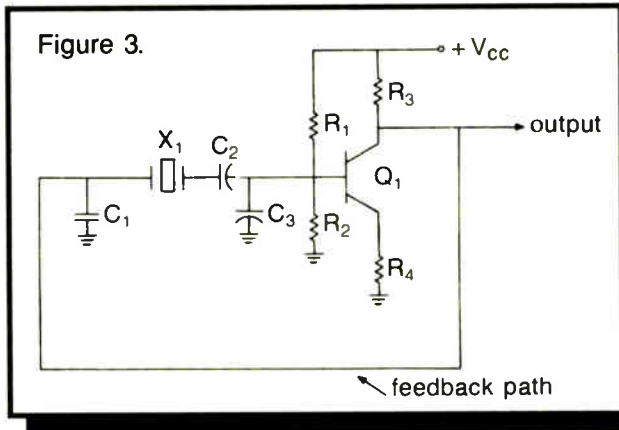 Figure 3.
+ VCC
R3
R1
output
X1
C2
Q1
C1
C3
R2
R4
feedback path